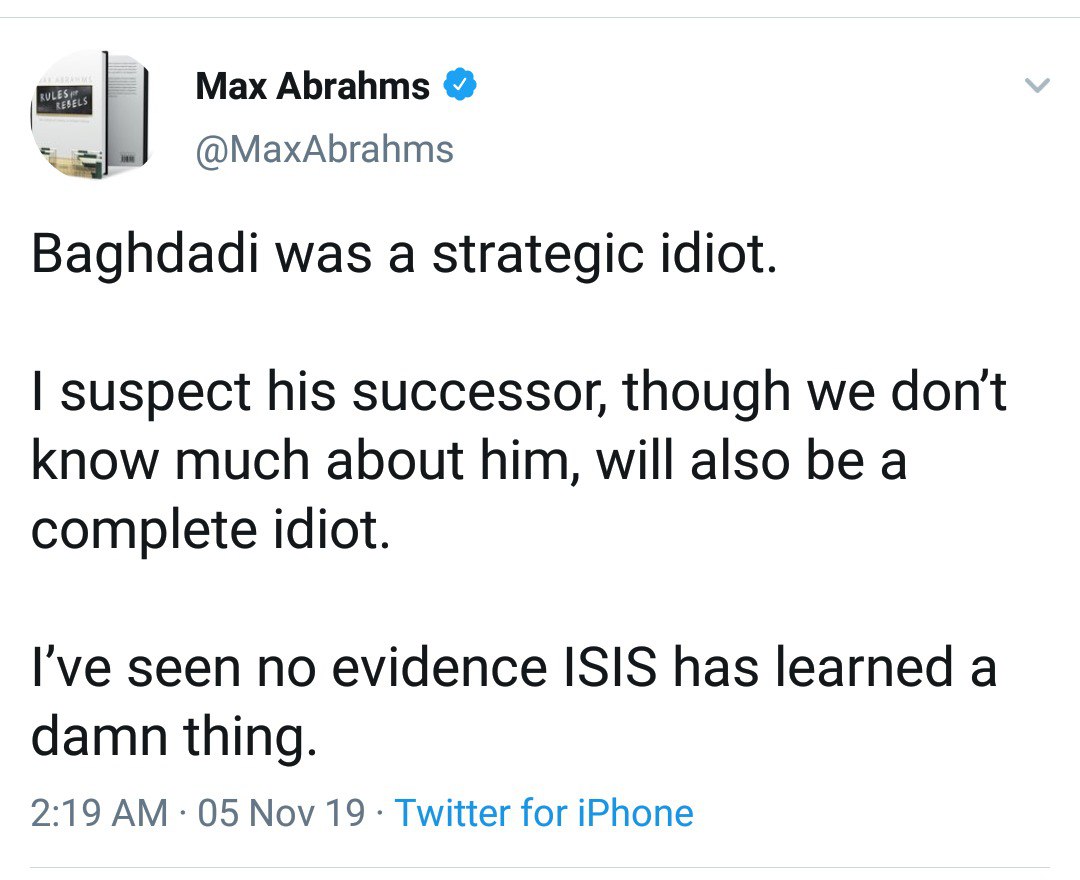 MAX ABRAHMS
RULES for
REBELS
Max Abrahms
@MaxAbrahms
Baghdadi was a strategic idiot.
I suspect his successor, though we don’t
know much about him, will also be a
complete idiot.
I’ve seen no evidence ISIS has learned a
damn thing.
2:19 AM · 05 Nov 19 · Twitter for iPhone